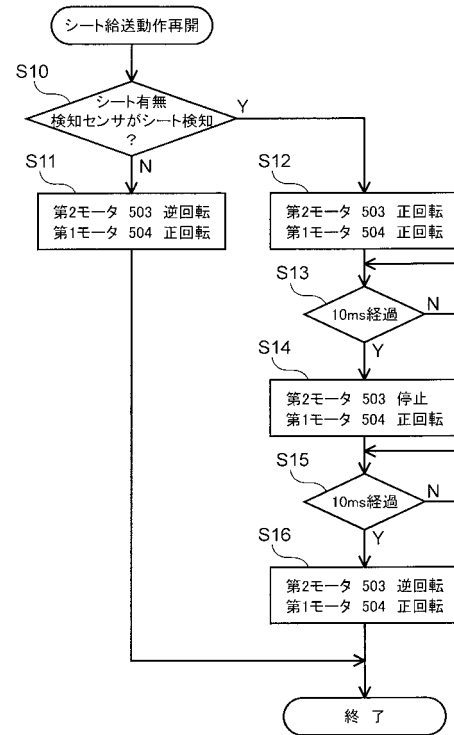 シート給送動作再開
S10
シート有無
検知センサがシート検知
?
Y
N
S11
第2モータ 503 逆回転
第1モータ 504 正回転
S12
第2モータ 503 正回転
第1モータ 504 正回転
S13
10ms経過
N
Y
S14
第2モータ 503 停止
第1モータ 504 正回転
S15
10ms経過
N
Y
S16
第2モータ 503 逆回転
第1モータ 504 正回転
終 了